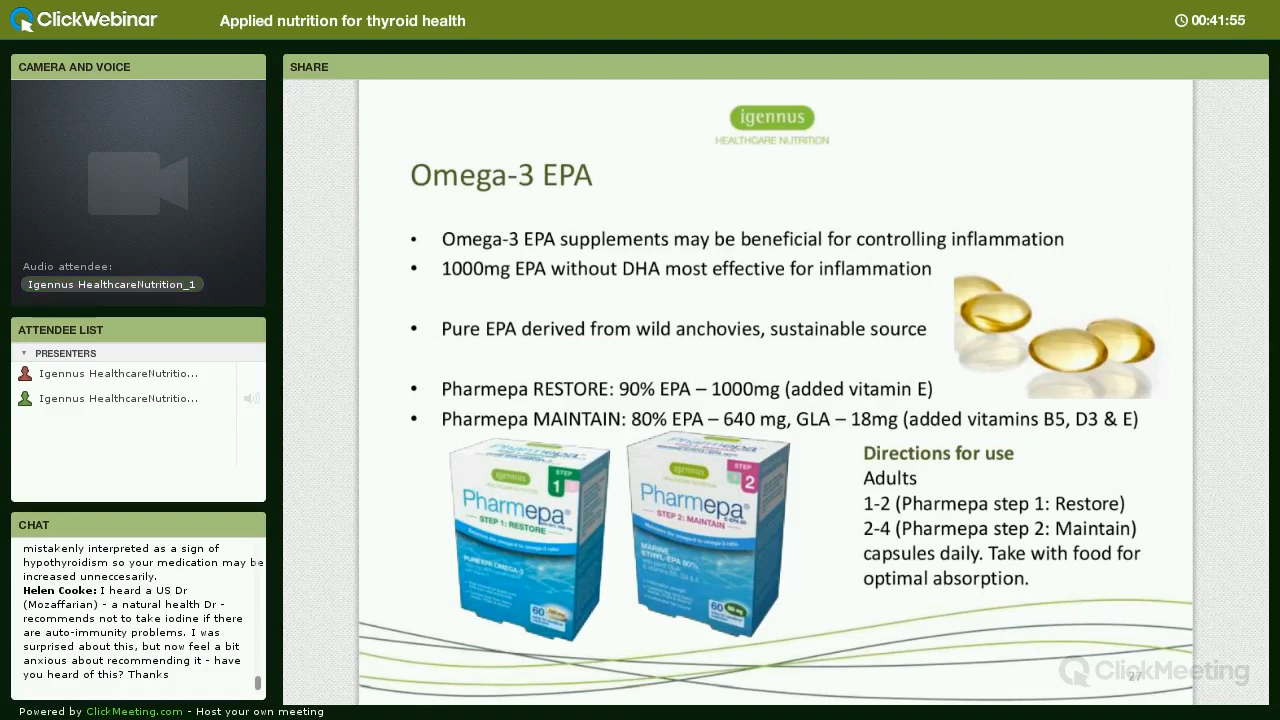 ClickWebinar
Applied nutrition for thyroid health
00:41:55
CAMERA AND VOICE
Audio attendee:
Igennus HealthcareNutrition_1
ATTENDEE LIST
PRESENTERS
Igennus HealthcareNutritio...
Igennus HealthcareNutritio...
CHAT
mistakenly interpreted as a sign of
hypothyroidism so your medication may be
increased unneccesarily.
Helen Cooke: I heard a US Dr
(Mozaffarian) - a natural health Dr -
recommends not to take iodine if there
are auto-immunity problems. I was
surprised about this, but now feel a bit
anxious about recommending it - have
you heard of this? Thanks
SHARE
igennus
HEALTHCARE NUTRITION
Omega-3 EPA
• Omega-3 EPA supplements may be beneficial for controlling inflammation
• 1000mg EPA without DHA most effective for inflammation
• Pure EPA derived from wild anchovies, sustainable source
• Pharmepa RESTORE: 90% EPA – 1000mg (added vitamin E)
• Pharmepa MAINTAIN: 80% EPA – 640 mg, GLA – 18mg (added vitamins B5, D3 & E)
igennus
STEP
1
Pharmepa
STEP 1: RESTORE
PURE EPA OMEGA-3
60
igennus
STEP
2
Pharmepa
STEP 2: MAINTAIN
MARINE
ETHYL-EPA 80%
60
Directions for use
Adults
1-2 (Pharmepa step 1: Restore)
2-4 (Pharmepa step 2: Maintain)
capsules daily. Take with food for
optimal absorption.
27
ClickMeeting
Powered by ClickMeeting.com - Host your own meeting